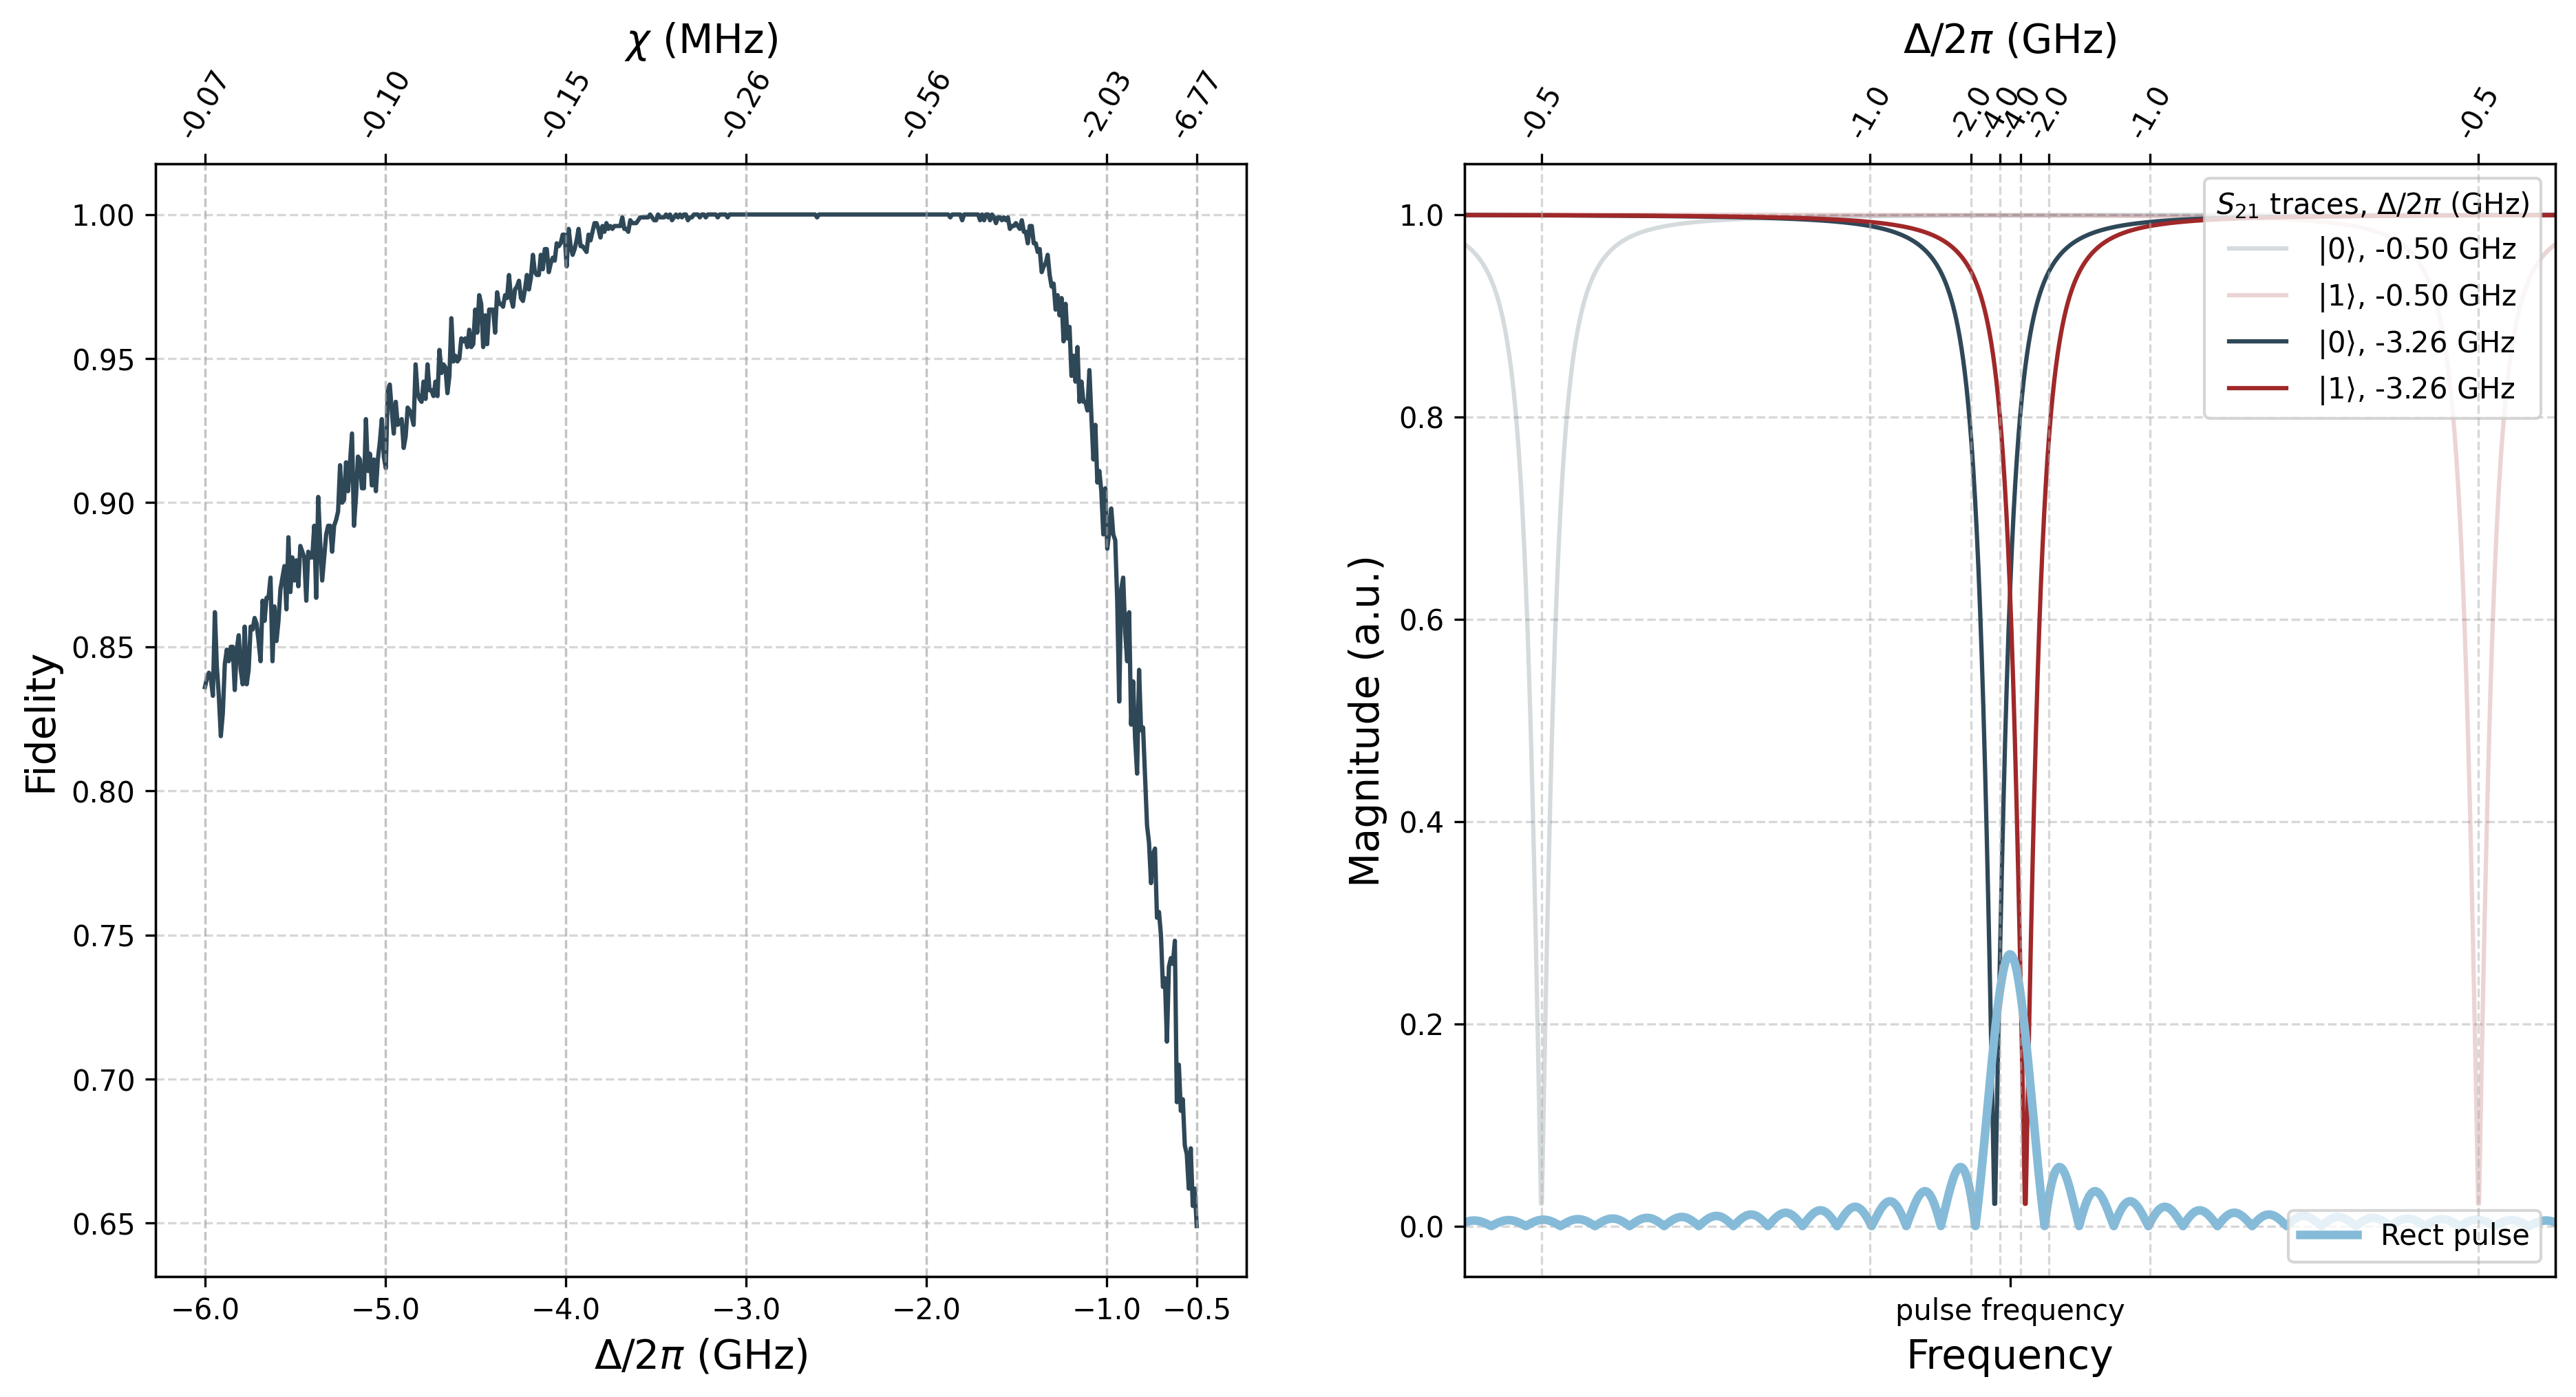 χ (MHz)
-0.07 -0.10 -0.15 -0.26 -0.56 -2.03 -6.77
1.00
0.95
0.90
0.85
0.80
0.75
0.70
0.65
Fidelity
−6.0 −5.0 −4.0 −3.0 −2.0 −1.0 −0.5
Δ/2π (GHz)
Δ/2π (GHz)
-0.5 -1.0 -2.0 -4.0 -4.0 -2.0 -1.0 -0.5
1.0
0.8
0.6
0.4
0.2
0.0
Magnitude (a.u.)
S₂₁ traces, Δ/2π (GHz)
|0⟩, -0.50 GHz
|1⟩, -0.50 GHz
|0⟩, -3.26 GHz
|1⟩, -3.26 GHz
Rect pulse
pulse frequency
Frequency